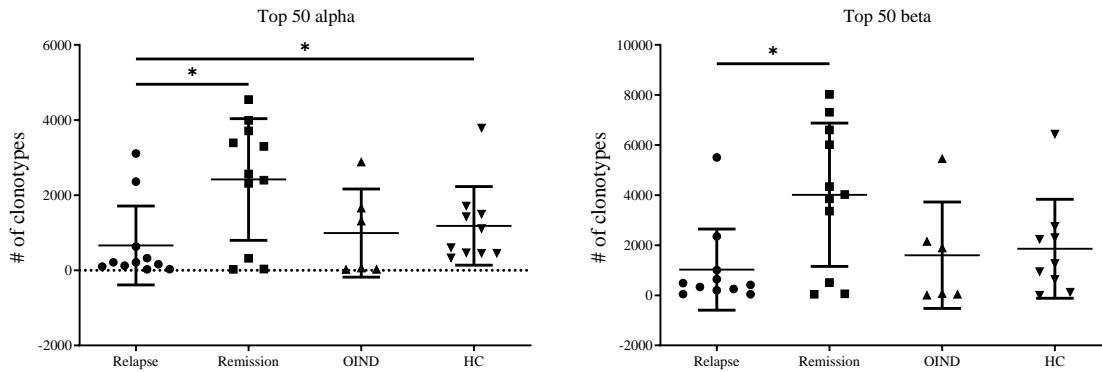 Top 50 alpha
# of clonotypes
6000
4000
2000
0
-2000
*
*
Relapse
Remission
OIND
HC
Top 50 beta
# of clonotypes
10000
8000
6000
4000
2000
0
-2000
*
Relapse
Remission
OIND
HC